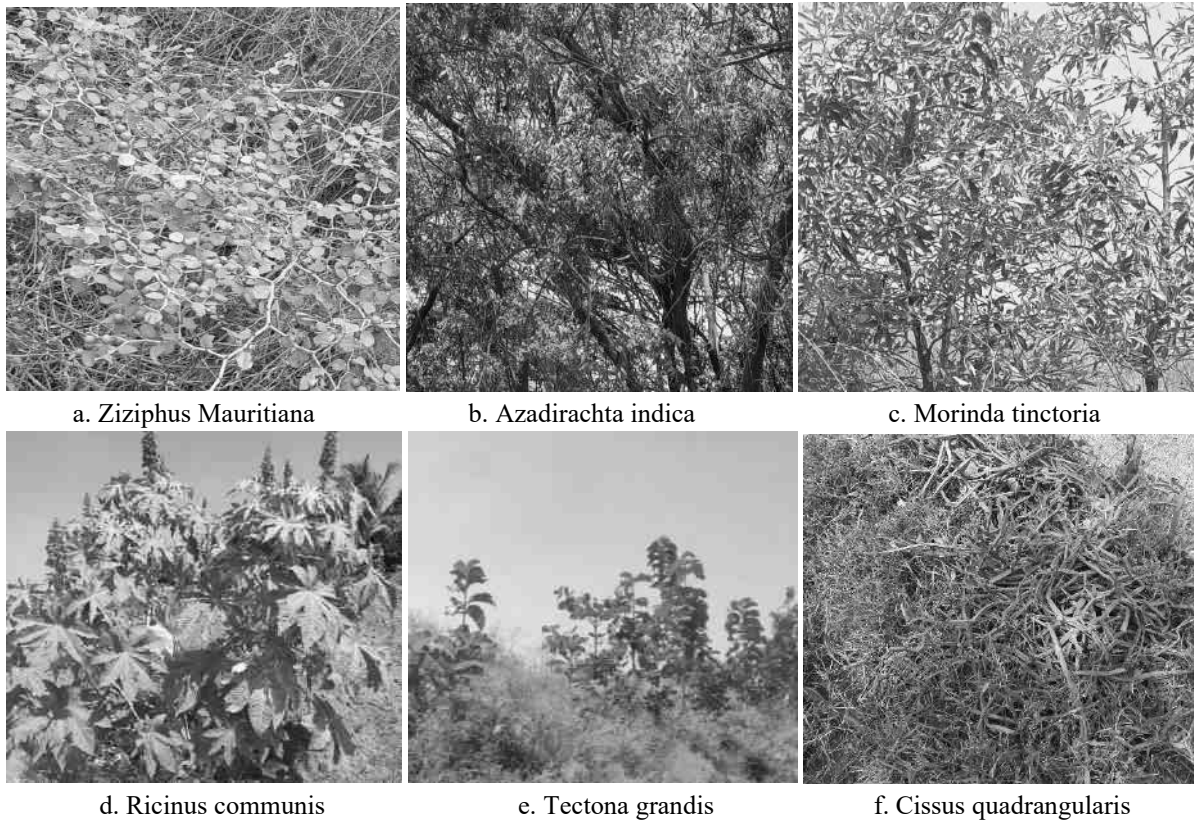 a. Ziziphus Mauritiana
b. Azadirachta indica
c. Morinda tinctoria
d. Ricinus communis
e. Tectona grandis
f. Cissus quadrangularis